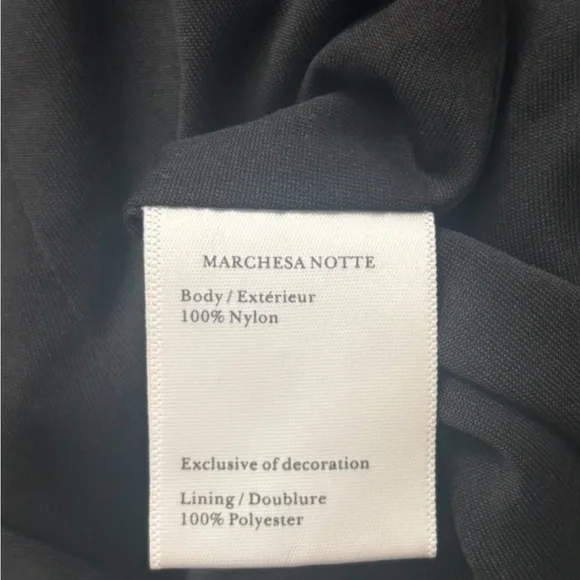 MARCHESA NOTTE
Body / Extérieur
100% Nylon
Exclusive of decoration
Lining / Doublure
100% Polyester